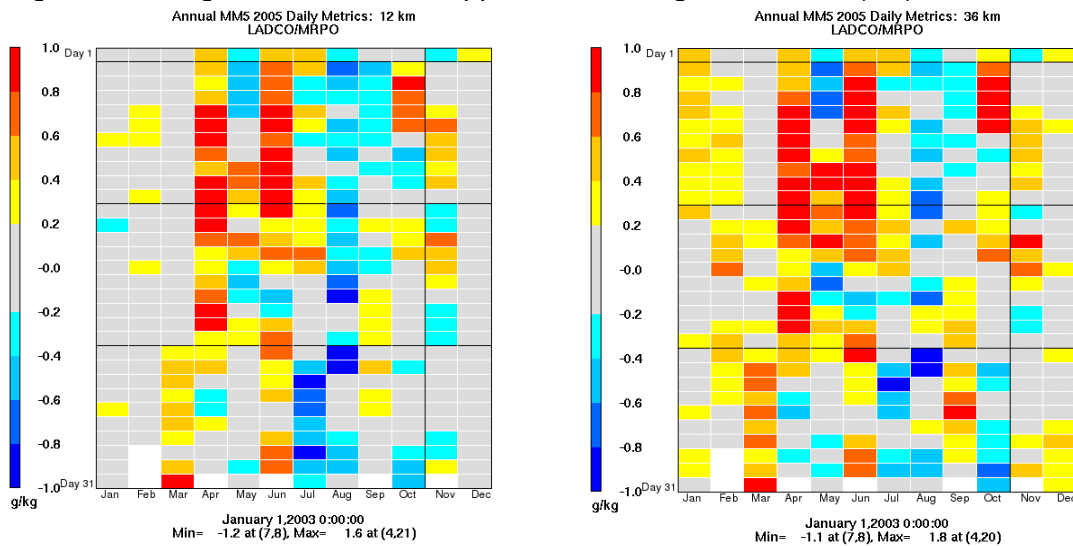 Annual MM5 2005 Daily Metrics: 12 km
LADCO/MRPO
1.0
0.8
0.6
0.4
0.2
-0.0
-0.2
-0.4
-0.6
-0.8
-1.0
g/kg
Day 1
Day 31
Jan Feb Mar Apr May Jun Jul Aug Sep Oct Nov Dec
January 1,2003 0:00:00
Min= -1.2 at (7,8), Max= 1.6 at (4,21)
Annual MM5 2005 Daily Metrics: 36 km
LADCO/MRPO
1.0
0.8
0.6
0.4
0.2
-0.0
-0.2
-0.4
-0.6
-0.8
-1.0
g/kg
Day 1
Day 31
Jan Feb Mar Apr May Jun Jul Aug Sep Oct Nov Dec
January 1,2003 0:00:00
Min= -1.1 at (7,8), Max= 1.8 at (4,20)